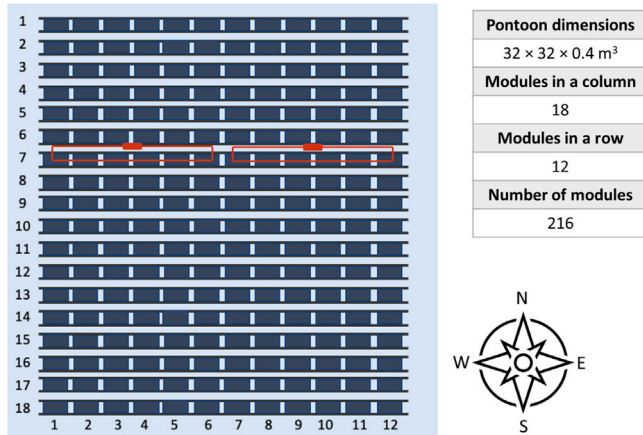 1
2
3
4
5
6
7
8
9
10
11
12
13
14
15
16
17
18
1 2 3 4 5 6 7 8 9 10 11 12
Pontoon dimensions
32 × 32 × 0.4 m³
Modules in a column
18
Modules in a row
12
Number of modules
216
N
W E
S